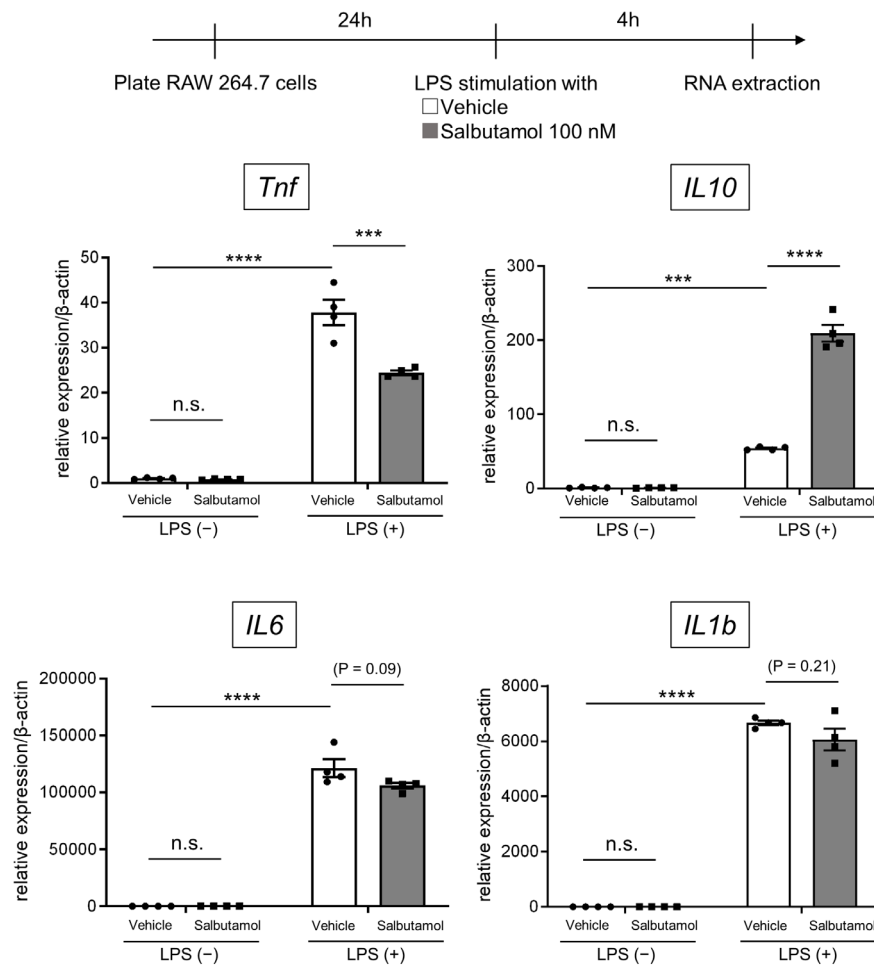 24h 4h
Plate RAW 264.7 cells LPS stimulation with RNA extraction
Vehicle
Salbutamol 100 nM
Tnf
relative expression/β-actin
50
40
30
20
10
0
n.s.
****
***
Vehicle Salbutamol Vehicle Salbutamol
LPS (−) LPS (+)
IL10
relative expression/β-actin
300
200
100
0
n.s.
***
****
Vehicle Salbutamol Vehicle Salbutamol
LPS (−) LPS (+)
IL6
relative expression/β-actin
200000
150000
100000
50000
0
n.s.
****
(P = 0.09)
Vehicle Salbutamol Vehicle Salbutamol
LPS (−) LPS (+)
IL1b
relative expression/β-actin
8000
6000
4000
2000
0
n.s.
****
(P = 0.21)
Vehicle Salbutamol Vehicle Salbutamol
LPS (−) LPS (+)